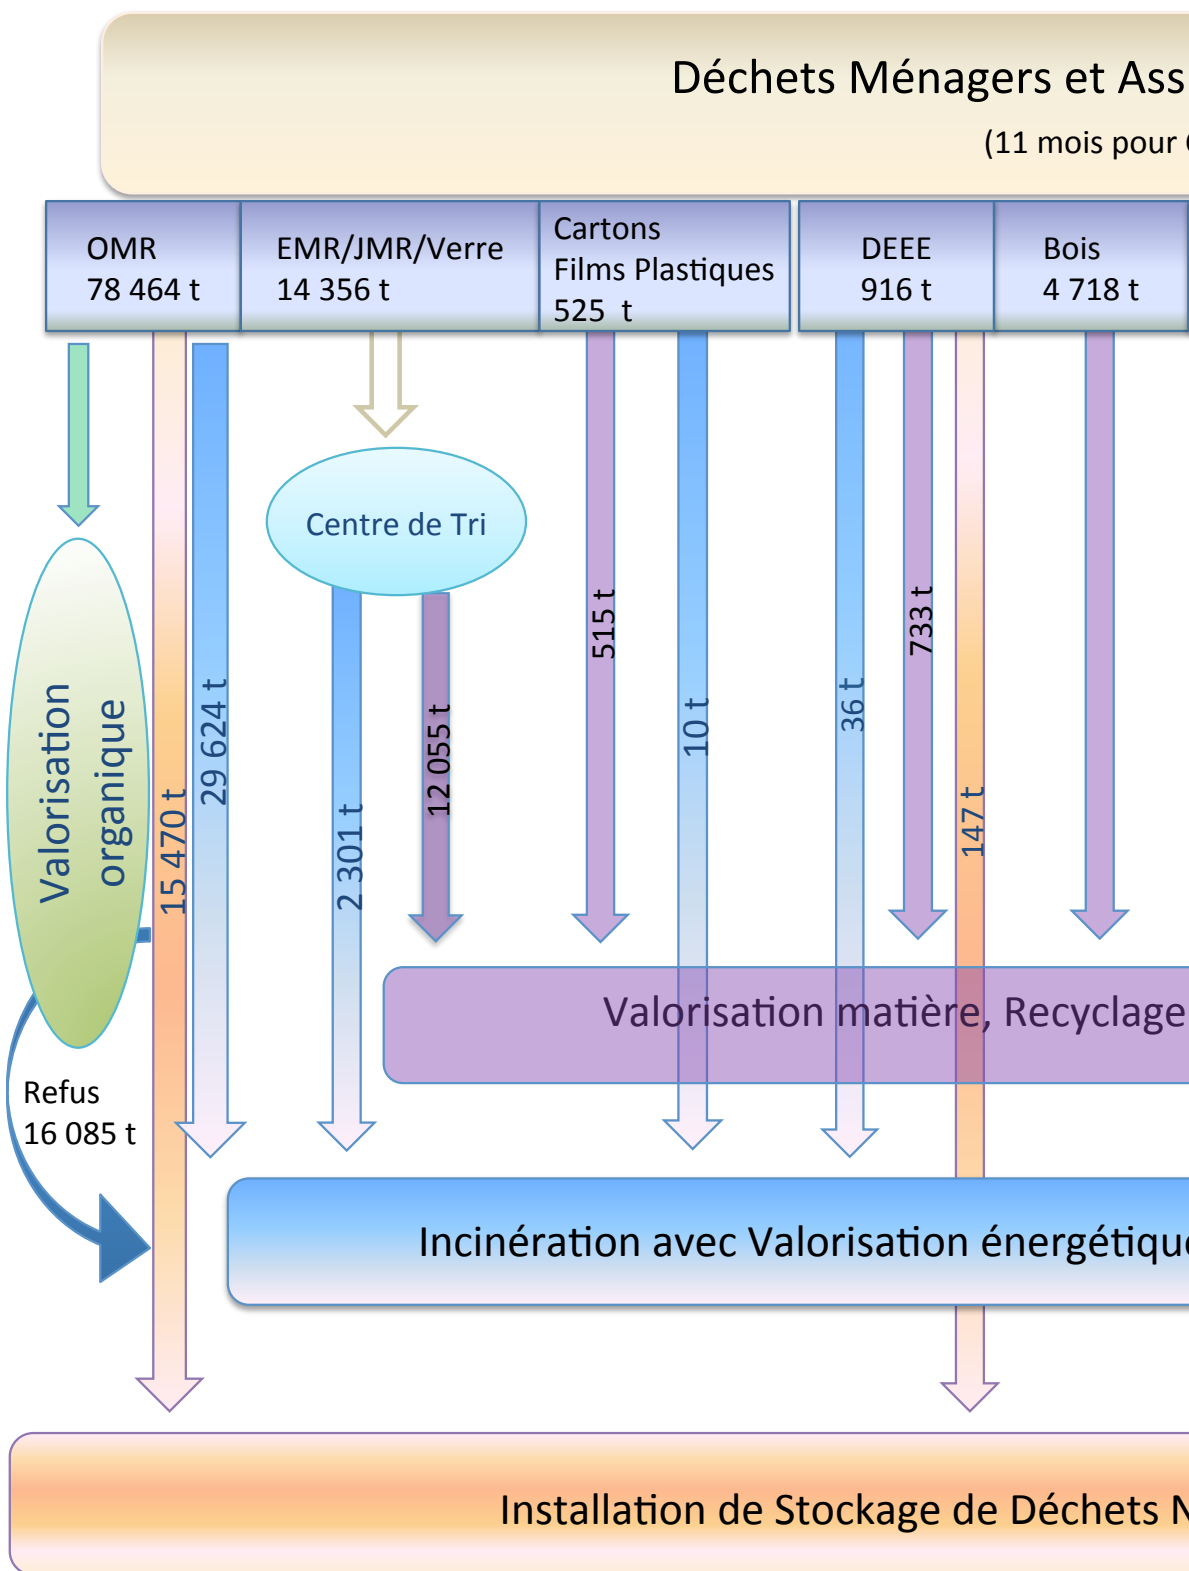 Déchets Ménagers et Ass
(11 mois pour
OMR
78 464 t
EMR/JMR/Verre
14 356 t
Cartons
Films Plastiques
525 t
DEEE
916 t
Bois
4 718 t
Centre de Tri
Valorisation
organique
15 470 t
29 624 t
2 301 t
12 055 t
515 t
10 t
36 t
733 t
147 t
Valorisation matière, Recyclage
Refus
16 085 t
Incinération avec Valorisation énergétique
Installation de Stockage de Déchets N